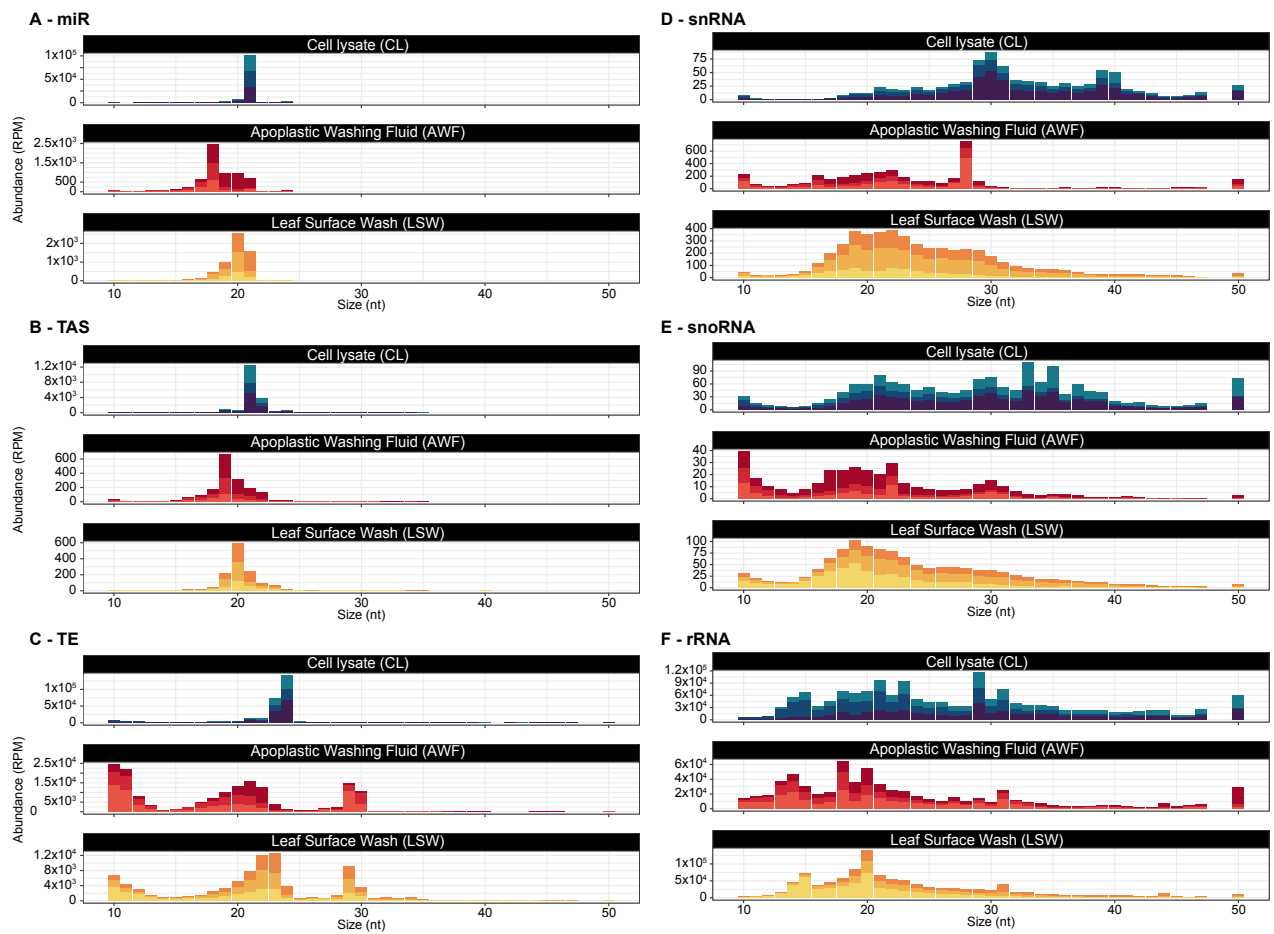 A - miR
Cell lysate (CL)
1x10⁵
5x10⁴
0
Apoplastic Washing Fluid (AWF)
2.5x10³
1.5x10³
500
Leaf Surface Wash (LSW)
2x10³
1x10³
0
10 20 30 40 50
Size (nt)
Abundance (RPM)
B - TAS
Cell lysate (CL)
1.2x10⁴
8x10³
4x10³
0
Apoplastic Washing Fluid (AWF)
600
400
200
0
Leaf Surface Wash (LSW)
600
400
200
0
10 20 30 40 50
Size (nt)
Abundance (RPM)
C - TE
Cell lysate (CL)
1x10⁵
5x10⁴
0
Apoplastic Washing Fluid (AWF)
2.5x10⁴
1.5x10⁴
5x10³
0
Leaf Surface Wash (LSW)
1.2x10⁴
8x10³
4x10³
0
10 20 30 40 50
Size (nt)
Abundance (RPM)
D - snRNA
Cell lysate (CL)
75
50
25
0
Apoplastic Washing Fluid (AWF)
600
400
200
0
Leaf Surface Wash (LSW)
400
300
200
100
0
10 20 30 40 50
Size (nt)
E - snoRNA
Cell lysate (CL)
90
60
30
0
Apoplastic Washing Fluid (AWF)
40
30
20
10
0
Leaf Surface Wash (LSW)
100
75
50
25
0
10 20 30 40 50
Size (nt)
F - rRNA
Cell lysate (CL)
1.2x10⁵
9x10⁴
6x10⁴
3x10⁴
0
Apoplastic Washing Fluid (AWF)
6x10⁴
4x10⁴
2x10⁴
0
Leaf Surface Wash (LSW)
1x10⁵
5x10⁴
0
10 20 30 40 50
Size (nt)